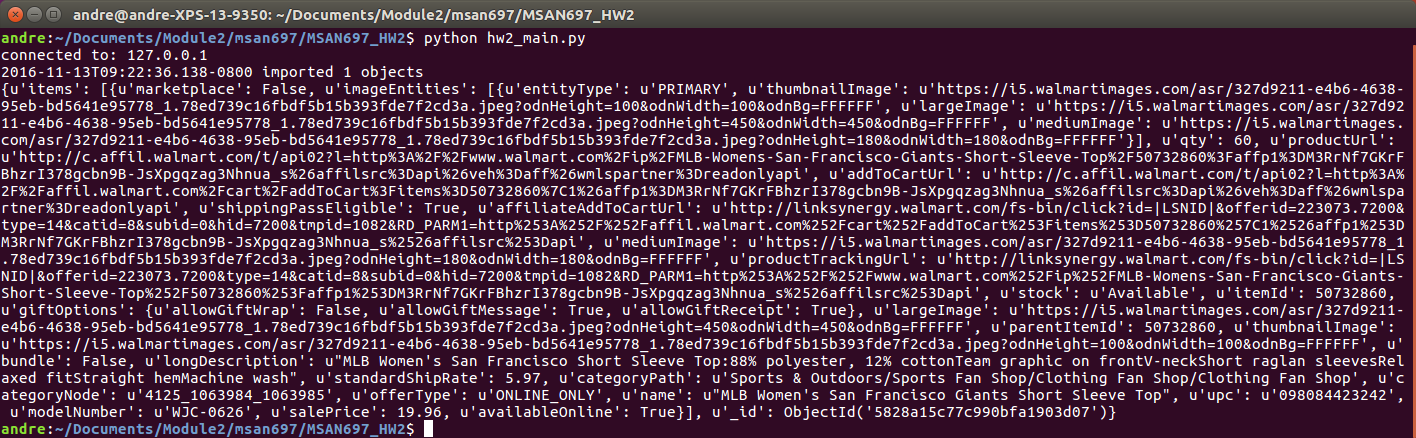 andre@andre-XPS-13-9350: ~/Documents/Module2/msan697/MSAN697_HW2
andre:~/Documents/Module2/msan697/MSAN697_HW2$ python hw2_main.py
connected to: 127.0.0.1
2016-11-13T09:22:36.138-0800 imported 1 objects
{u'items': [{u'marketplace': False, u'imageEntities': [{u'entityType': u'PRIMARY', u'thumbnailImage': u'https://i5.walmartimages.com/asr/327d9211-e4b6-4638-
95eb-bd5641e95778_1.78ed739c16fbdf5b15b393fde7f2cd3a.jpeg?odnHeight=100&odnWidth=100&odnBg=FFFFFF', u'largeImage': u'https://i5.walmartimages.com/asr/327d92
11-e4b6-4638-95eb-bd5641e95778_1.78ed739c16fbdf5b15b393fde7f2cd3a.jpeg?odnHeight=450&odnWidth=450&odnBg=FFFFFF', u'mediumImage': u'https://i5.walmartimages.
com/asr/327d9211-e4b6-4638-95eb-bd5641e95778_1.78ed739c16fbdf5b15b393fde7f2cd3a.jpeg?odnHeight=180&odnWidth=180&odnBg=FFFFFF'}], u'qty': 60, u'productUrl':
u'http://c.affil.walmart.com/t/api02?l=http%3A%2F%2Fwww.walmart.com%2Fip%2FMLB-Womens-San-Francisco-Giants-Short-Sleeve-Top%2F50732860%3Faffp1%3DM3RrNf7GKrF
BhzrI378gcbn9B-JsXpgqzag3Nhnua_s%26affilsrc%3Dapi%26veh%3Daff%26wmlspartner%3Dreadonlyapi', u'addToCartUrl': u'http://c.affil.walmart.com/t/api02?l=http%3A%
2F%2Faffil.walmart.com%2Fcart%2FaddToCart%3Fitems%3D50732860%7C1%26affp1%3DM3RrNf7GKrFBhzrI378gcbn9B-JsXpgqzag3Nhnua_s%26affilsrc%3Dapi%26veh%3Daff%26wmlspa
rtner%3Dreadonlyapi', u'shippingPassEligible': True, u'affiliateAddToCartUrl': u'http://linksynergy.walmart.com/fs-bin/click?id=|LSNID|&offerid=223073.7200&
type=14&catid=8&subid=0&hid=7200&tmpid=1082&RD_PARM1=http%253A%252F%252Faffil.walmart.com%252Fcart%252FaddToCart%253Fitems%253D50732860%257C1%2526affp1%253D
M3RrNf7GKrFBhzrI378gcbn9B-JsXpgqzag3Nhnua_s%2526affilsrc%253Dapi', u'mediumImage': u'https://i5.walmartimages.com/asr/327d9211-e4b6-4638-95eb-bd5641e95778_1
.78ed739c16fbdf5b15b393fde7f2cd3a.jpeg?odnHeight=180&odnWidth=180&odnBg=FFFFFF', u'productTrackingUrl': u'http://linksynergy.walmart.com/fs-bin/click?id=|LS
NID|&offerid=223073.7200&type=14&catid=8&subid=0&hid=7200&tmpid=1082&RD_PARM1=http%253A%252F%252Fwww.walmart.com%252Fip%252FMLB-Womens-San-Francisco-Giants-
Short-Sleeve-Top%252F50732860%253Faffp1%253DM3RrNf7GKrFBhzrI378gcbn9B-JsXpgqzag3Nhnua_s%2526affilsrc%253Dapi', u'stock': u'Available', u'itemId': 50732860,
u'giftOptions': {u'allowGiftWrap': False, u'allowGiftMessage': True, u'allowGiftReceipt': True}, u'largeImage': u'https://i5.walmartimages.com/asr/327d9211-
e4b6-4638-95eb-bd5641e95778_1.78ed739c16fbdf5b15b393fde7f2cd3a.jpeg?odnHeight=450&odnWidth=450&odnBg=FFFFFF', u'parentItemId': 50732860, u'thumbnailImage':
u'https://i5.walmartimages.com/asr/327d9211-e4b6-4638-95eb-bd5641e95778_1.78ed739c16fbdf5b15b393fde7f2cd3a.jpeg?odnHeight=100&odnWidth=100&odnBg=FFFFFF', u'
bundle': False, u'longDescription': u"MLB Women's San Francisco Short Sleeve Top:88% polyester, 12% cottonTeam graphic on frontV-neckShort raglan sleevesRel
axed fitStraight hemMachine wash", u'standardShipRate': 5.97, u'categoryPath': u'Sports & Outdoors/Sports Fan Shop/Clothing Fan Shop/Clothing Fan Shop', u'c
ategoryNode': u'4125_1063984_1063985', u'offerType': u'ONLINE_ONLY', u'name': u"MLB Women's San Francisco Giants Short Sleeve Top", u'upc': u'098084423242',
u'modelNumber': u'WJC-0626', u'salePrice': 19.96, u'availableOnline': True}], u'_id': ObjectId('5828a15c77c990bfa1903d07')}
andre:~/Documents/Module2/msan697/MSAN697_HW2$